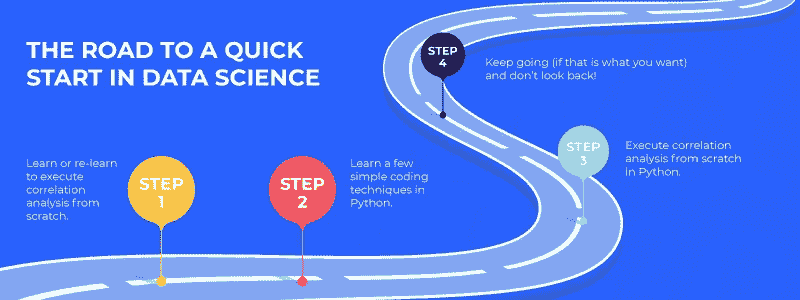 THE ROAD TO A QUICK
START IN DATA SCIENCE
STEP
1
Learn or re-learn
to execute
correlation
analysis from
scratch.
STEP
2
Learn a few
simple coding
techniques in
Python.
STEP
3
Execute correlation
analysis from scratch
in Python.
STEP
4
Keep going (if that is what you want)
and don't look back!